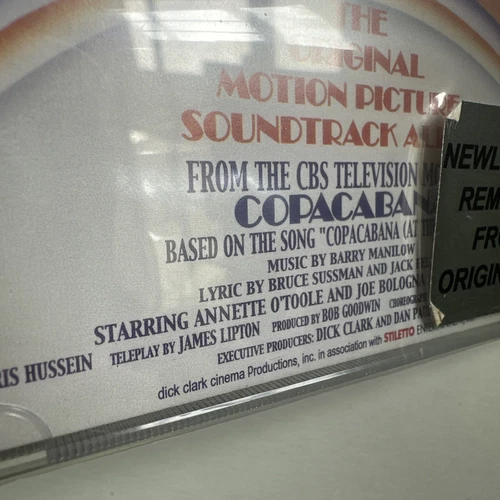 THE
ORIGINAL
MOTION PICTURE
SOUNDTRACK
FROM THE CBS TELEVISION
COPACABANA
BASED ON THE SONG "COPACABANA (AT
MUSIC BY BARRY MANILOW
LYRIC BY BRUCE SUSSMAN AND JACK
STARRING ANNETTE O'TOOLE AND JOE BOLOGNA
HUSSEIN TELEPLAY BY JAMES LIPTON PRODUCED BY BOB GOODWIN
EXECUTIVE PRODUCERS: DICK CLARK AND DAN
dick clark cinema Productions, inc. in association with STILETTO
NEWL
REM
FR
ORIGIN